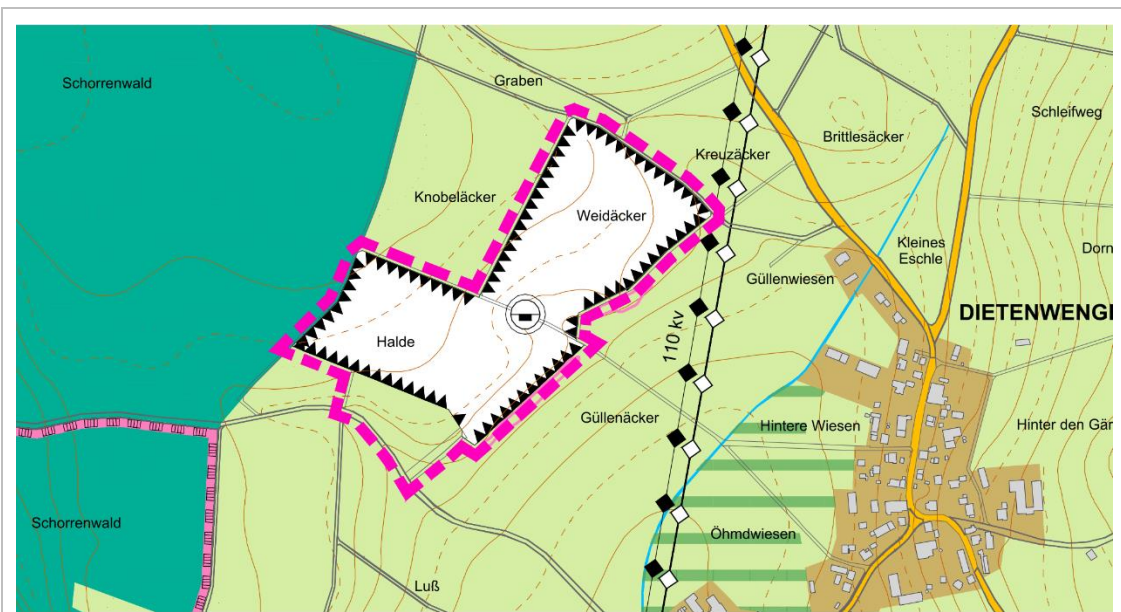 Schorrenwald
Graben
Schleifweg
Brittlesäcker
Kreuzäcker
Knobeläcker
Weidäcker
Kleines
Eschle
Dorn
Güllenwiesen
DIETENWENG
110 kv
Halde
Güllenäcker
Hintere Wiesen
Hinter den Gär
Schorrenwald
Öhmdwiesen
Luß